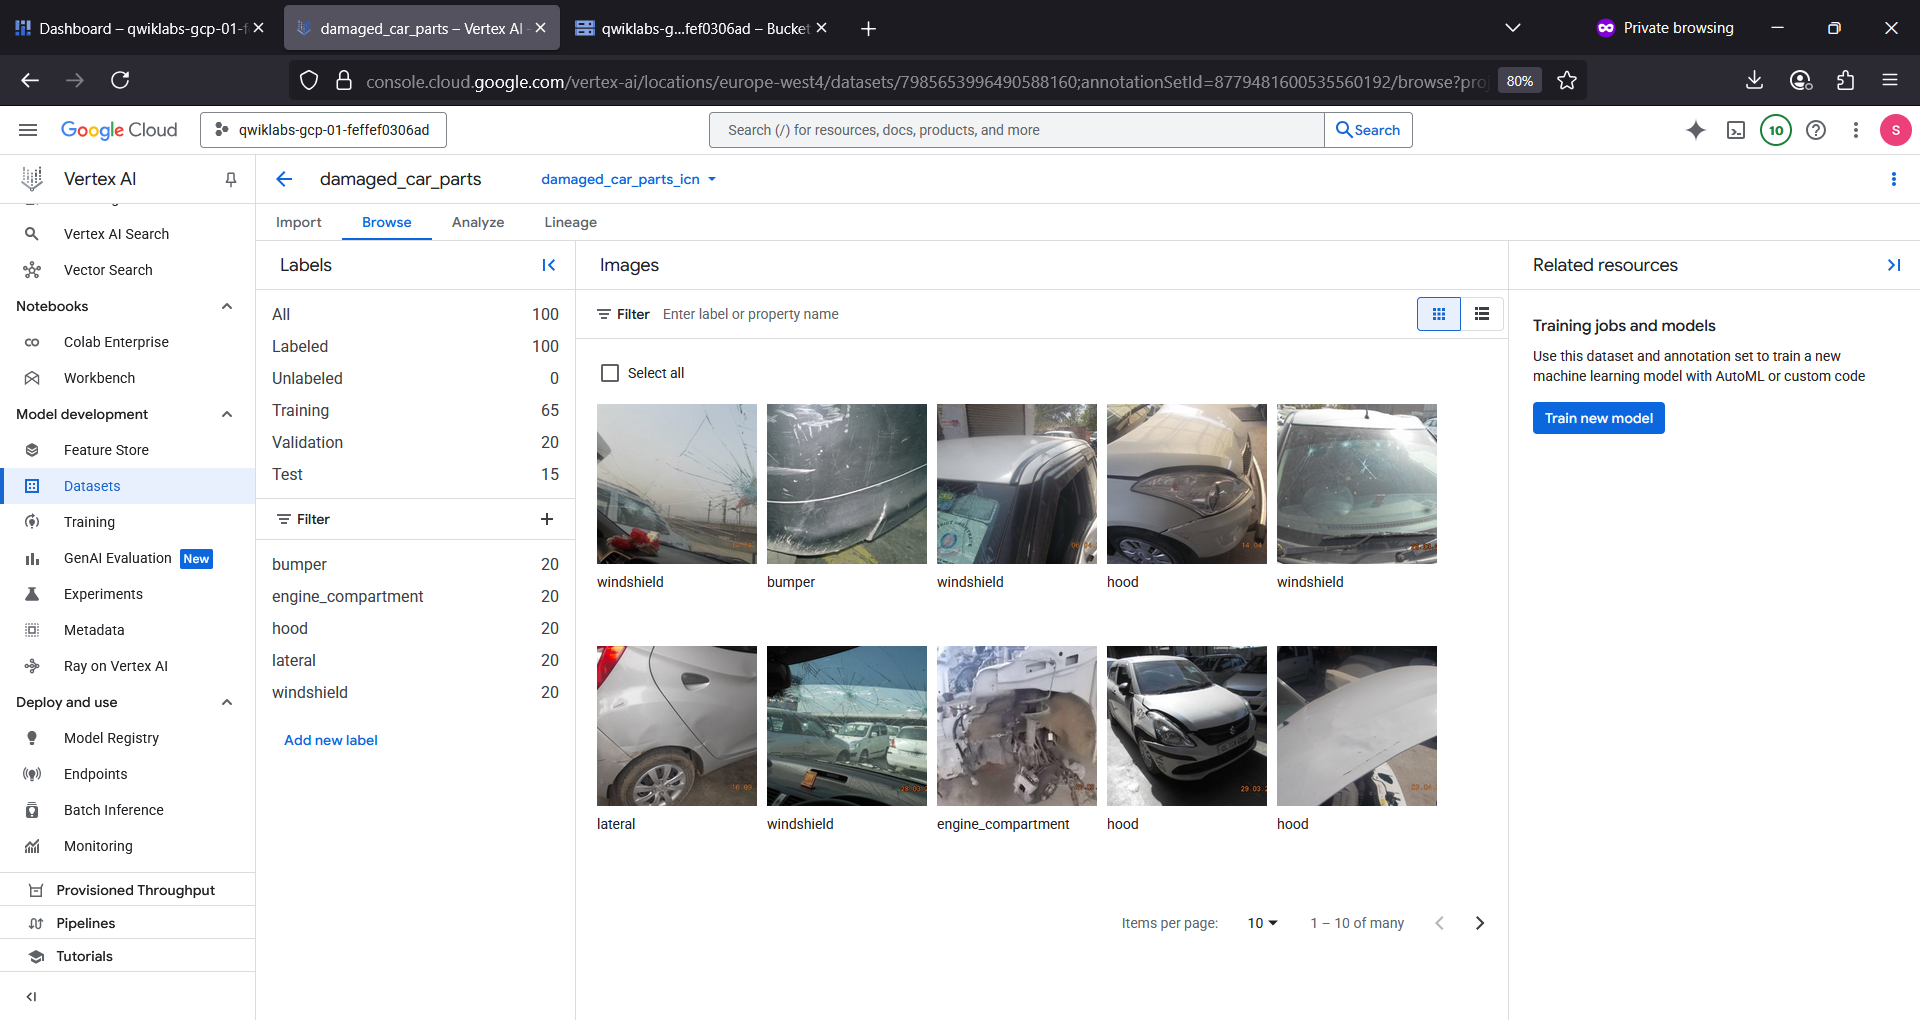 Dashboard – qwiklabs-gcp-01-f
damaged_car_parts – Vertex AI -
qwiklabs-g...fef0306ad – Bucket
Private browsing
console.cloud.google.com/vertex-ai/locations/europe-west4/datasets/7985653996490588160;annotationSetId=8779481600535560192/browse?proj
80%
Google Cloud
qwiklabs-gcp-01-feffef0306ad
Search (/) for resources, docs, products, and more
Search
10
S
Vertex AI
Vertex AI Search
Vector Search
Notebooks
Colab Enterprise
Workbench
Model development
Feature Store
Datasets
Training
GenAI Evaluation New
Experiments
Metadata
Ray on Vertex AI
Deploy and use
Model Registry
Endpoints
Batch Inference
Monitoring
Provisioned Throughput
Pipelines
Tutorials
damaged_car_parts
damaged_car_parts_icn
Import
Browse
Analyze
Lineage
Labels
All 100
Labeled 100
Unlabeled 0
Training 65
Validation 20
Test 15
Filter
bumper 20
engine_compartment 20
hood 20
lateral 20
windshield 20
Add new label
Images
Filter Enter label or property name
Select all
windshield
bumper
windshield
hood
windshield
lateral
windshield
engine_compartment
hood
hood
Items per page: 10
1 – 10 of many
Related resources
Training jobs and models
Use this dataset and annotation set to train a new
machine learning model with AutoML or custom code
Train new model